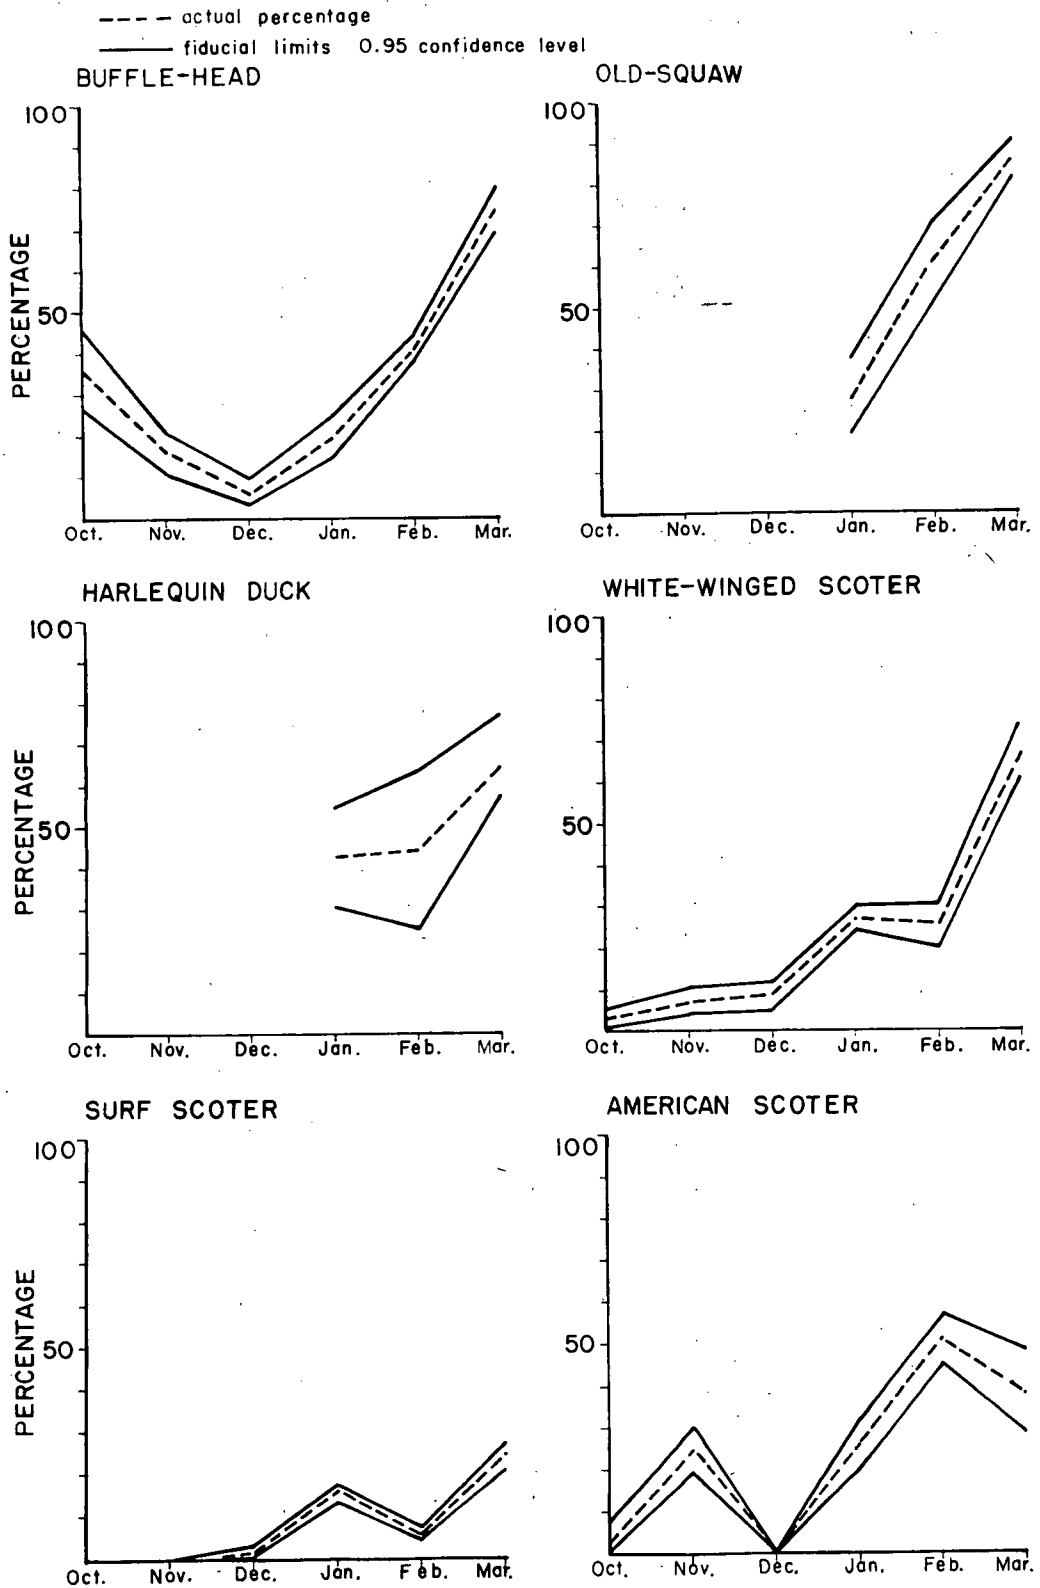 actual percentage
fiducial limits 0.95 confidence level
BUFFLE-HEAD
OLD-SQUAW
100
50
PERCENTAGE
Oct. Nov. Dec. Jan. Feb. Mar.
100
50
Oct. Nov. Dec. Jan. Feb. Mar.
HARLEQUIN DUCK
WHITE-WINGED SCOTER
100
50
PERCENTAGE
Oct. Nov. Dec. Jan. Feb. Mar.
100
50
Oct. Nov. Dec. Jan. Feb. Mar.
SURF SCOTER
AMERICAN SCOTER
100
50
PERCENTAGE
Oct. Nov. Dec. Jan. Feb. Mar.
100
50
Oct. Nov. Dec. Jan. Feb. Mar.